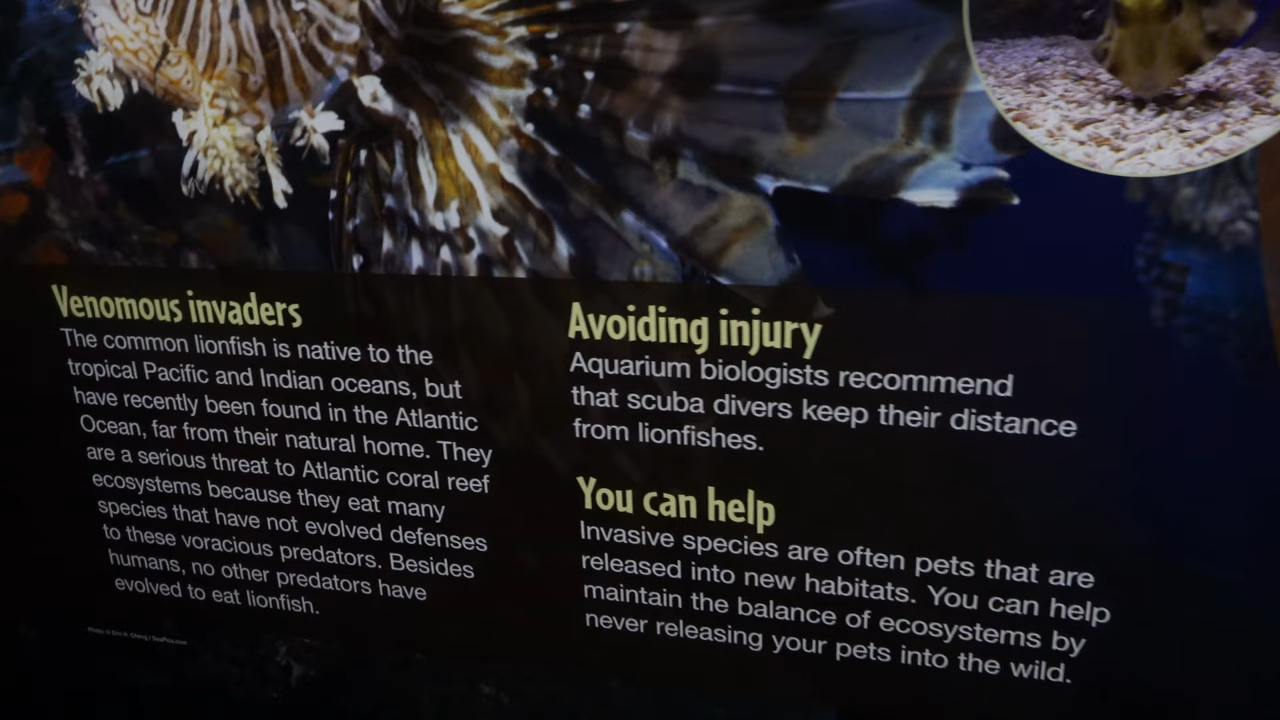 Venomous invaders
The common lionfish is native to the
tropical Pacific and Indian oceans, but
have recently been found in the Atlantic
Ocean, far from their natural home. They
are a serious threat to Atlantic coral reef
ecosystems because they eat many
species that have not evolved defenses
to these voracious predators. Besides
humans, no other predators have
evolved to eat lionfish.
Avoiding injury
Aquarium biologists recommend
that scuba divers keep their distance
from lionfishes.
You can help
Invasive species are often pets that are
released into new habitats. You can help
maintain the balance of ecosystems by
never releasing your pets into the wild.